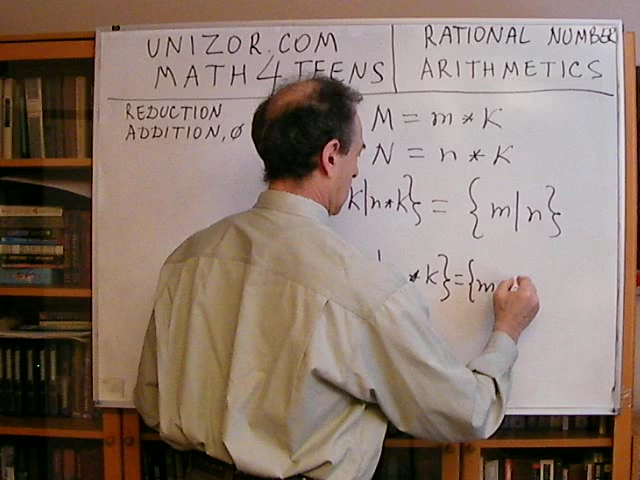 UNIZOR.COM
MATH 4 TEENS
RATIONAL NUMBER
ARITHMETICS
REDUCTION
ADDITION, Ø
M = m * K
N = n * K
K|n*K} = {m|n}
* K} = {m